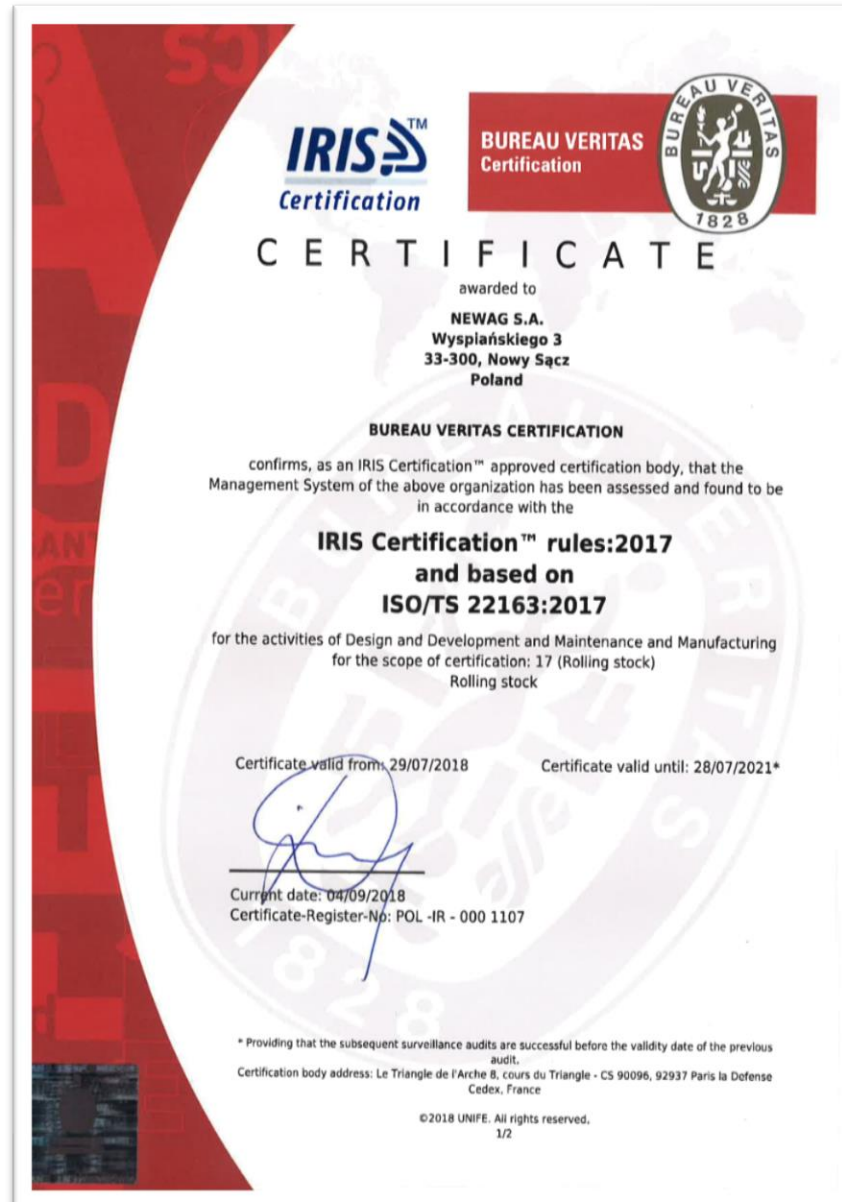 IRIS™
Certification
BUREAU VERITAS
Certification
BUREAU VERITAS
1828
CERTIFICATE
awarded to
NEWAG S.A.
Wyspiańskiego 3
33-300, Nowy Sącz
Poland
BUREAU VERITAS CERTIFICATION
confirms, as an IRIS Certification™ approved certification body, that the
Management System of the above organization has been assessed and found to be
in accordance with the
IRIS Certification™ rules:2017
and based on
ISO/TS 22163:2017
for the activities of Design and Development and Maintenance and Manufacturing
for the scope of certification: 17 (Rolling stock)
Rolling stock
Certificate valid from: 29/07/2018 Certificate valid until: 28/07/2021*
Current date: 04/09/2018
Certificate-Register-No: POL -IR - 000 1107
* Providing that the subsequent surveillance audits are successful before the validity date of the previous
audit.
Certification body address: Le Triangle de l'Arche 8, cours du Triangle - CS 90096, 92937 Paris la Defense
Cedex, France
©2018 UNIFE. All rights reserved.
1/2